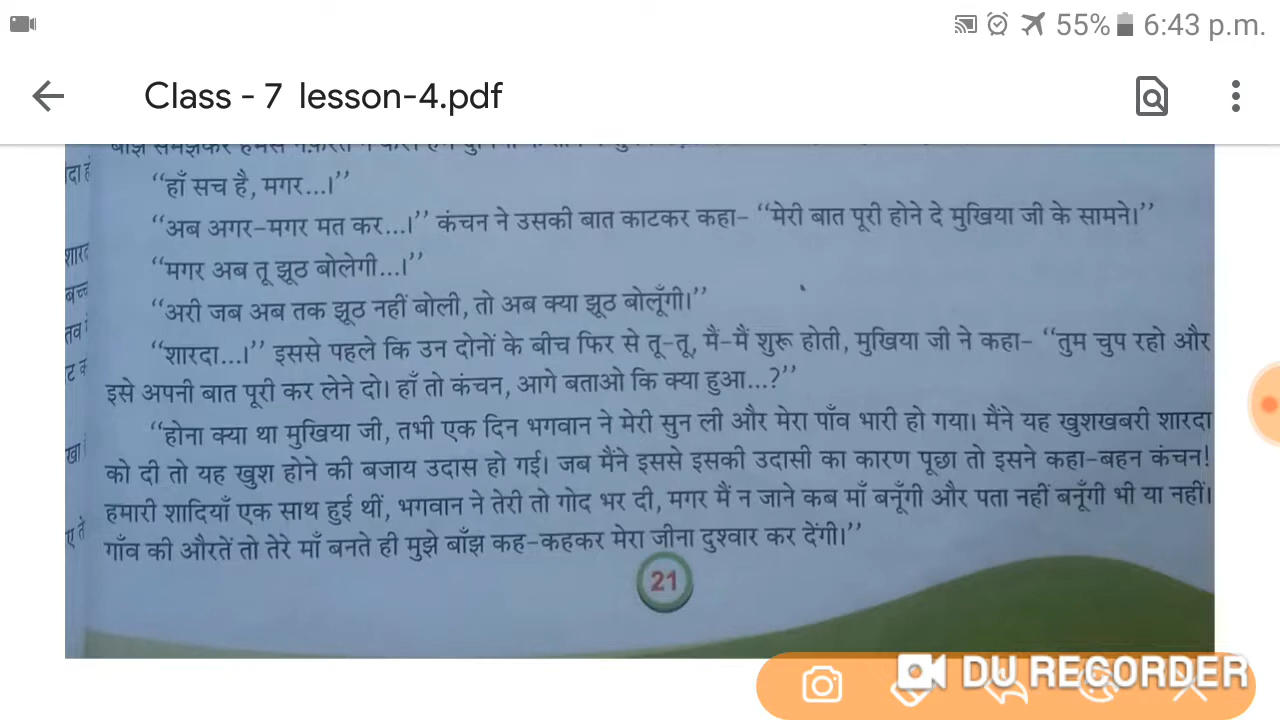 55% 6:43 p.m.
Class - 7 lesson-4.pdf
बाँझ समझकर हमसे
‘‘हाँ सच है, मगर...।’’
‘‘अब अगर-मगर मत कर...।’’ कंचन ने उसकी बात काटकर कहा- ‘‘मेरी बात पूरी होने दे मुखिया जी के सामने।’’
‘‘मगर अब तू झूठ बोलेगी...।’’
‘‘अरी जब अब तक झूठ नहीं बोली, तो अब क्या झूठ बोलूँगी।’’
‘‘शारदा...।’’ इससे पहले कि उन दोनों के बीच फिर से तू-तू, मैं-मैं शुरू होती, मुखिया जी ने कहा- ‘‘तुम चुप रहो और
इसे अपनी बात पूरी कर लेने दो। हाँ तो कंचन, आगे बताओ कि क्या हुआ...?’’
‘‘होना क्या था मुखिया जी, तभी एक दिन भगवान ने मेरी सुन ली और मेरा पाँव भारी हो गया। मैंने यह खुशखबरी शारदा
को दी तो यह खुश होने की बजाय उदास हो गई। जब मैंने इससे इसकी उदासी का कारण पूछा तो इसने कहा-बहन कंचन!
हमारी शादियाँ एक साथ हुई थीं, भगवान ने तेरी तो गोद भर दी, मगर मैं न जाने कब माँ बनूँगी और पता नहीं बनूँगी भी या नहीं।
गाँव की औरतें तो तेरे माँ बनते ही मुझे बाँझ कह-कहकर मेरा जीना दुश्वार कर देंगी।’’
21
DU RECORDER